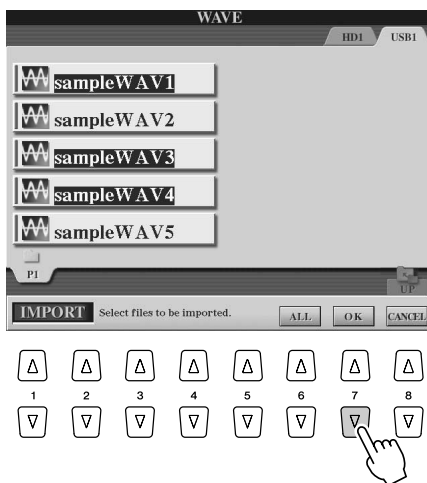 WAVE
HD1 USB1
sampleWAV1
sampleWAV2
sampleWAV3
sampleWAV4
sampleWAV5
P1
UP
IMPORT Select files to be imported. ALL OK CANCEL
1 2 3 4 5 6 7 8